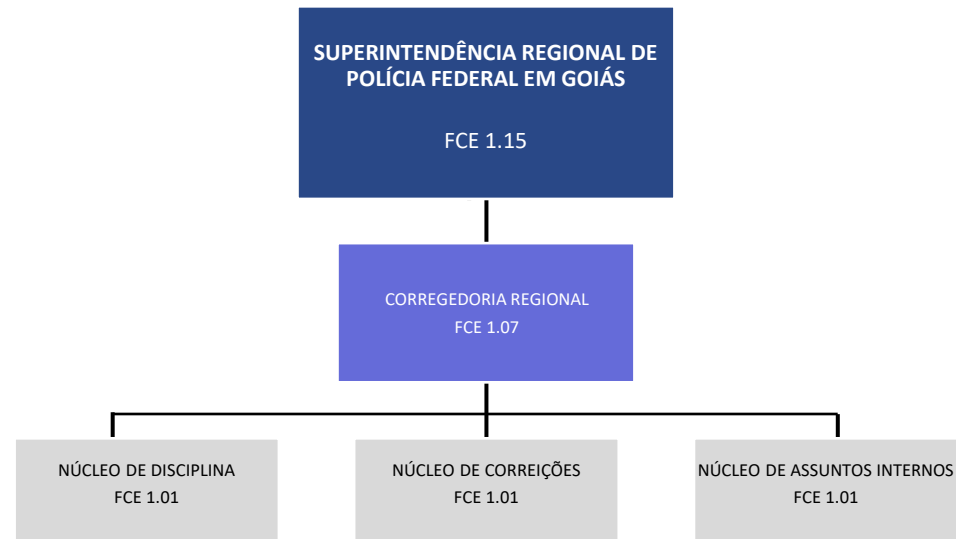 SUPERINTENDÊNCIA REGIONAL DE
POLÍCIA FEDERAL EM GOIÁS
FCE 1.15
CORREGEDORIA REGIONAL
FCE 1.07
NÚCLEO DE DISCIPLINA
FCE 1.01
NÚCLEO DE CORREIÇÕES
FCE 1.01
NÚCLEO DE ASSUNTOS INTERNOS
FCE 1.01